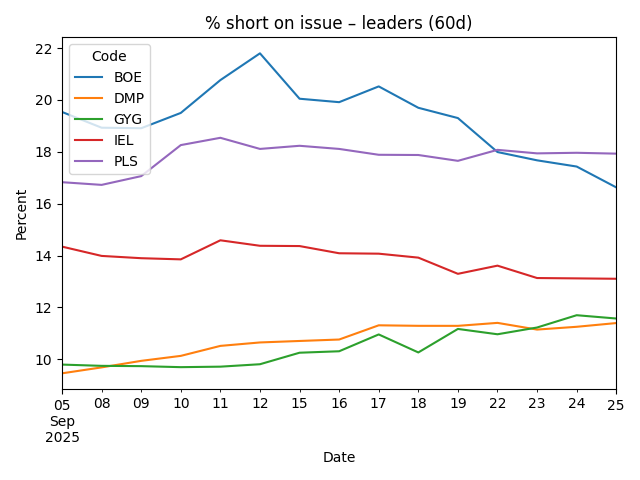 % short on issue – leaders (60d)
Code
BOE
DMP
GYG
IEL
PLS
Percent
22
20
18
16
14
12
10
05 08 09 10 11 12 15 16 17 18 19 22 23 24 25
Sep
2025
Date